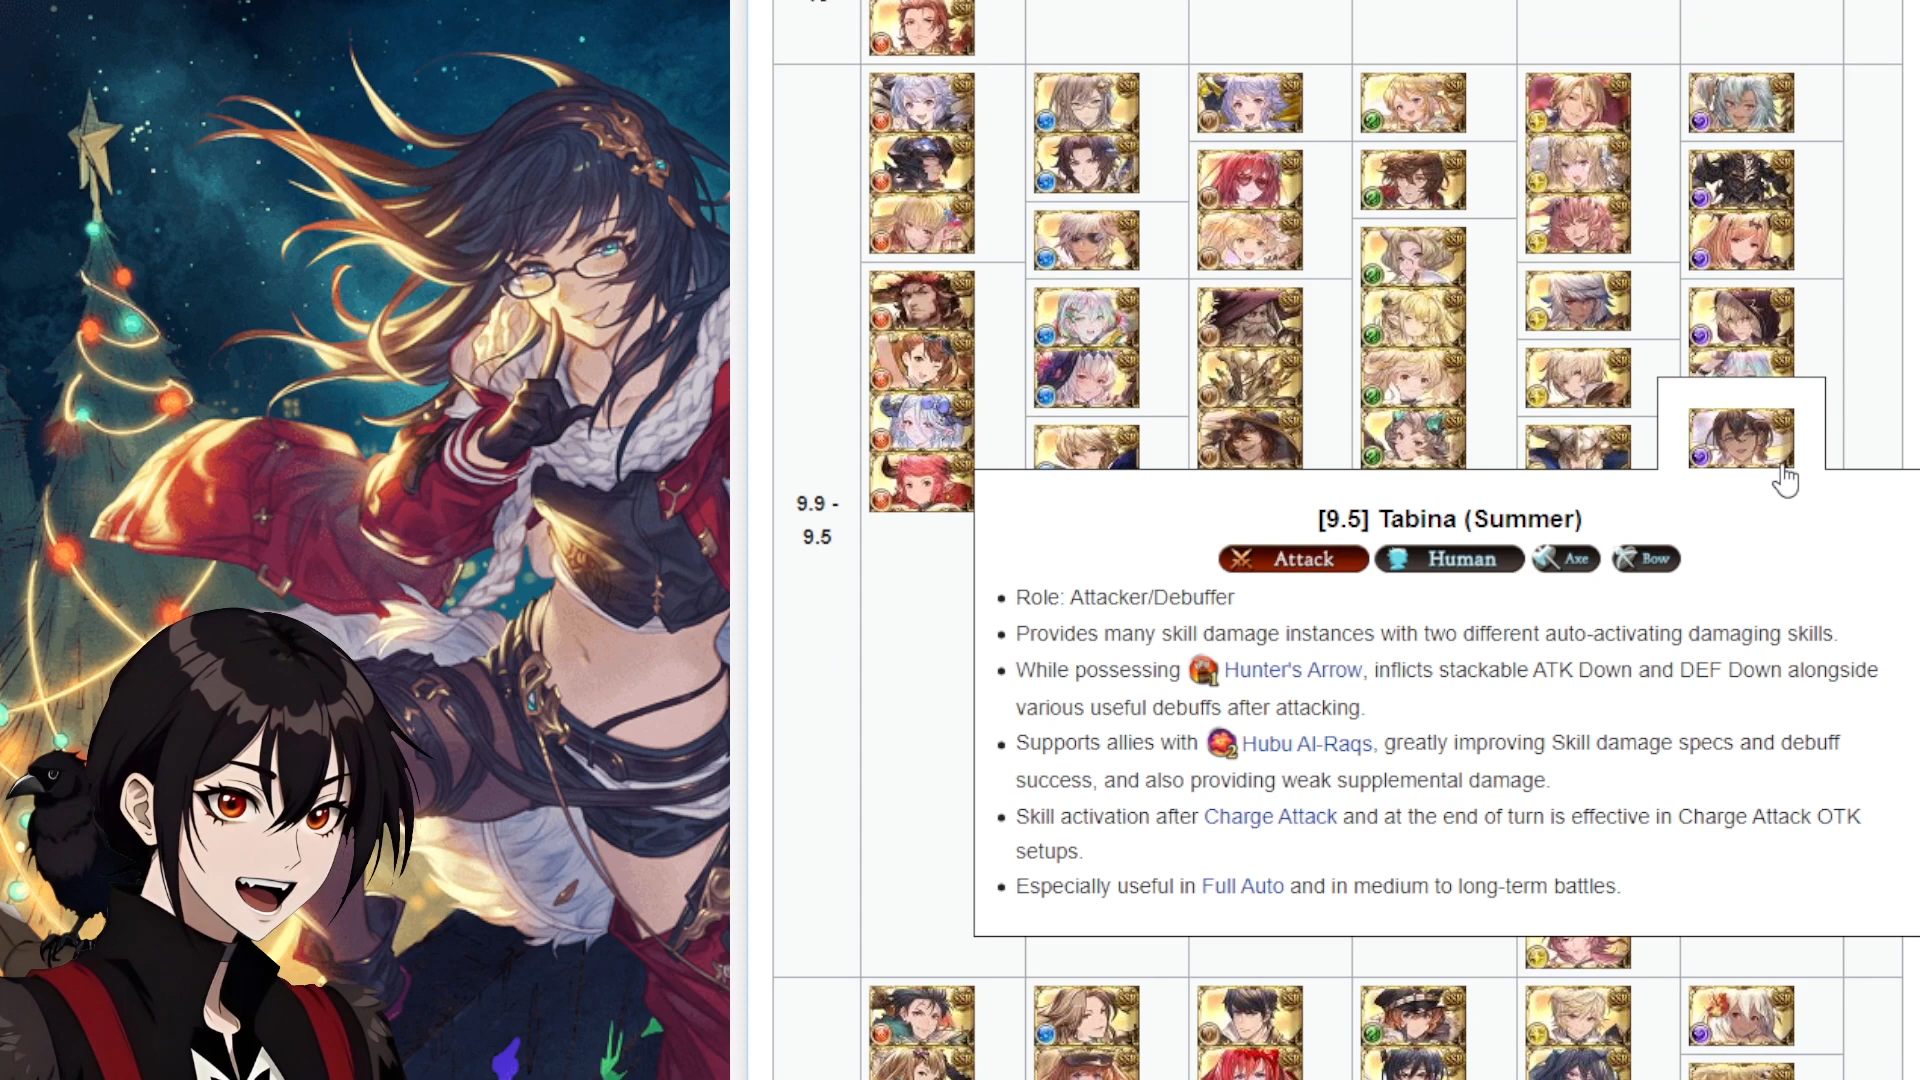 9.9 -
9.5
[9.5] Tabina (Summer)
Attack Human Axe Bow
Role: Attacker/Debuffer
Provides many skill damage instances with two different auto-activating damaging skills.
While possessing Hunter's Arrow, inflicts stackable ATK Down and DEF Down alongside
various useful debuffs after attacking.
Supports allies with Hubu Al-Raqs, greatly improving Skill damage specs and debuff
success, and also providing weak supplemental damage.
Skill activation after Charge Attack and at the end of turn is effective in Charge Attack OTK
setups.
Especially useful in Full Auto and in medium to long-term battles.